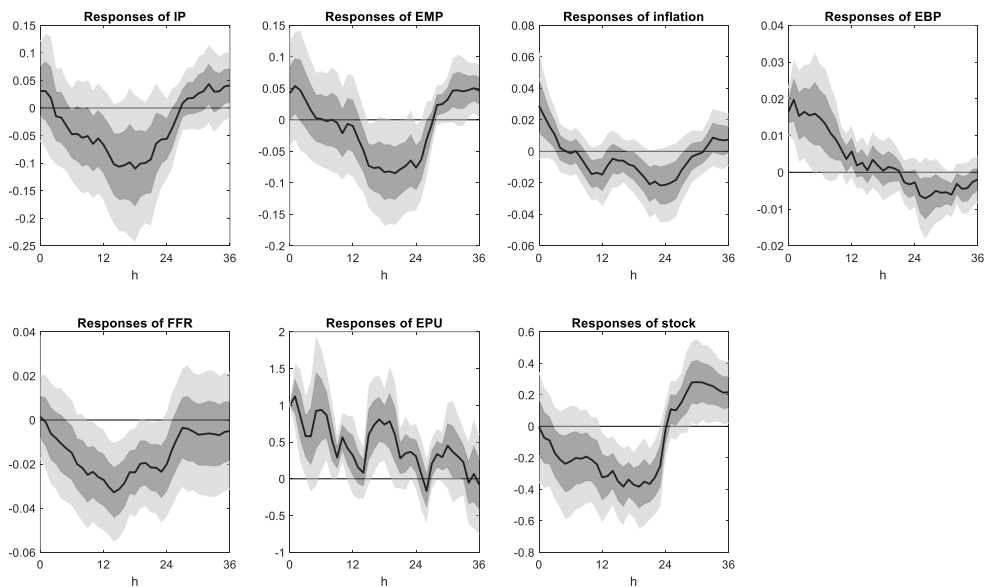 Responses of IP
0.15
0.1
0.05
0
-0.05
-0.1
-0.15
-0.2
-0.25
0 12 24 36
h
Responses of EMP
0.15
0.1
0.05
0
-0.05
-0.1
-0.15
-0.2
0 12 24 36
h
Responses of inflation
0.08
0.06
0.04
0.02
0
-0.02
-0.04
-0.06
0 12 24 36
h
Responses of EBP
0.04
0.03
0.02
0.01
0
-0.01
-0.02
0 12 24 36
h
Responses of FFR
0.04
0.02
0
-0.02
-0.04
-0.06
0 12 24 36
h
Responses of EPU
2
1.5
1
0.5
0
-0.5
-1
0 12 24 36
h
Responses of stock
0.6
0.4
0.2
0
-0.2
-0.4
-0.6
-0.8
0 12 24 36
h